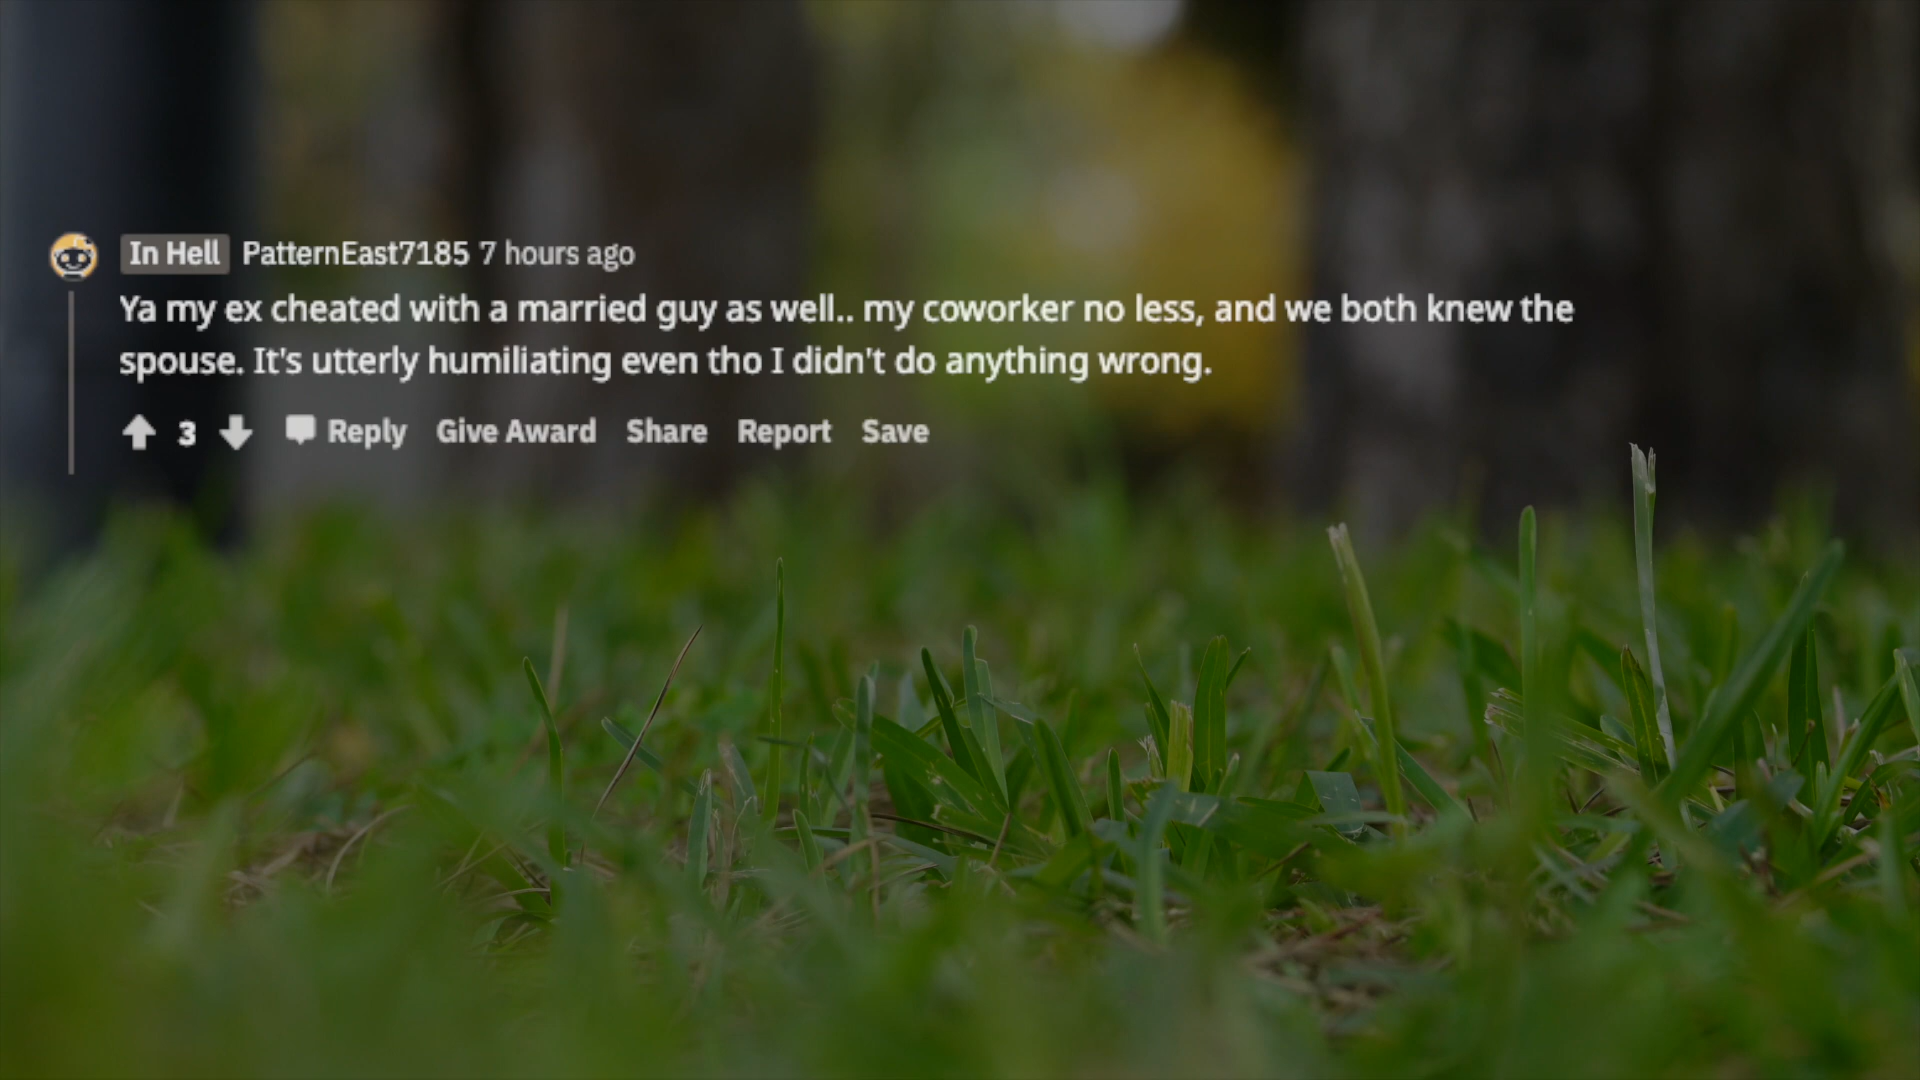 In Hell PatternEast7185 7 hours ago
Ya my ex cheated with a married guy as well.. my coworker no less, and we both knew the
spouse. It's utterly humiliating even tho I didn't do anything wrong.
3 Reply Give Award Share Report Save